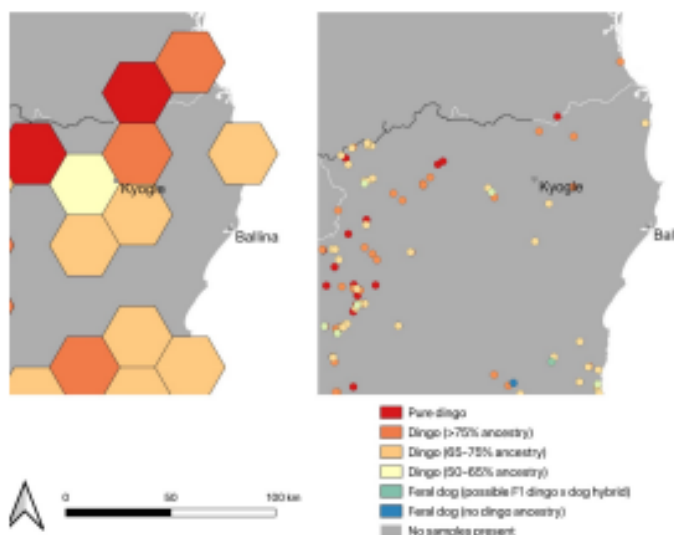 Kyogle
Ballina
Kyogle
Bal
Pure dingo
Dingo (>75% ancestry)
Dingo (65-75% ancestry)
Dingo (50-65% ancestry)
Feral dog (possible F1 dingo x dog hybrid)
Feral dog (no dingo ancestry)
No samples present
0 50 100 km